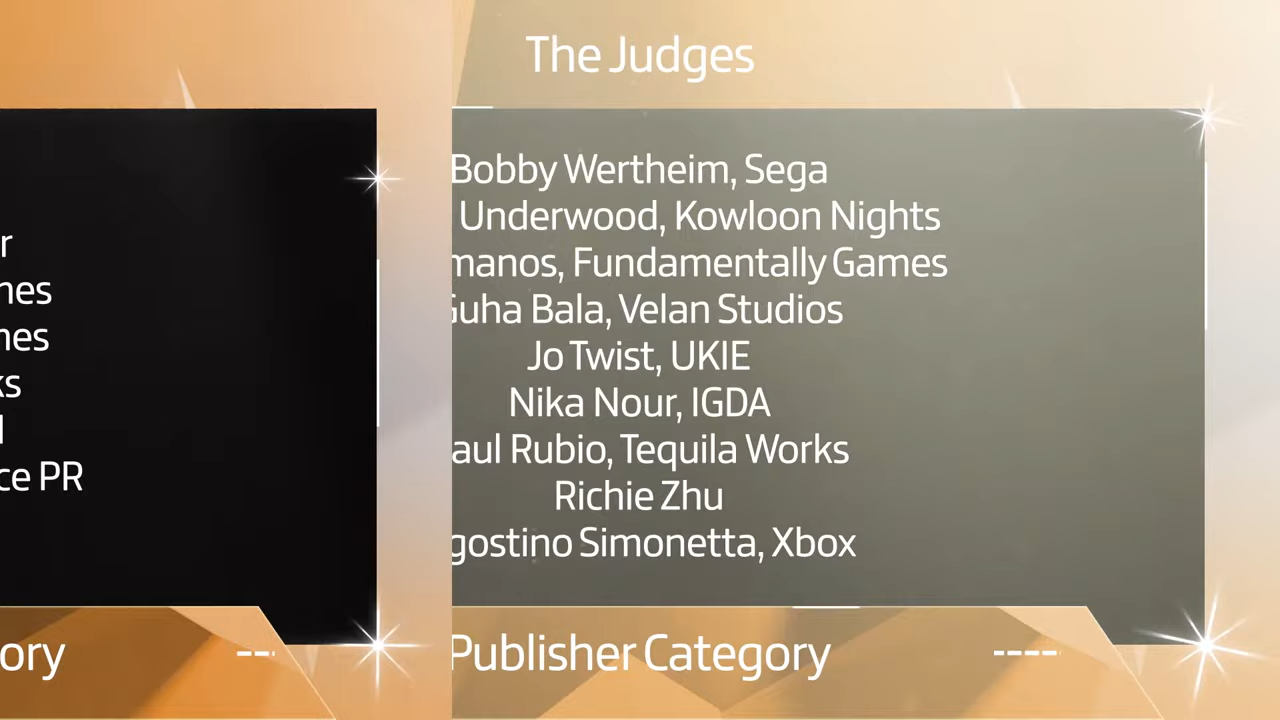 The Judges
Bobby Wertheim, Sega
Underwood, Kowloon Nights
manos, Fundamentally Games
Guha Bala, Velan Studios
Jo Twist, UKIE
Nika Nour, IGDA
aul Rubio, Tequila Works
Richie Zhu
gostino Simonetta, Xbox
Publisher Category
r
nes
nes
ks
ce PR
ory